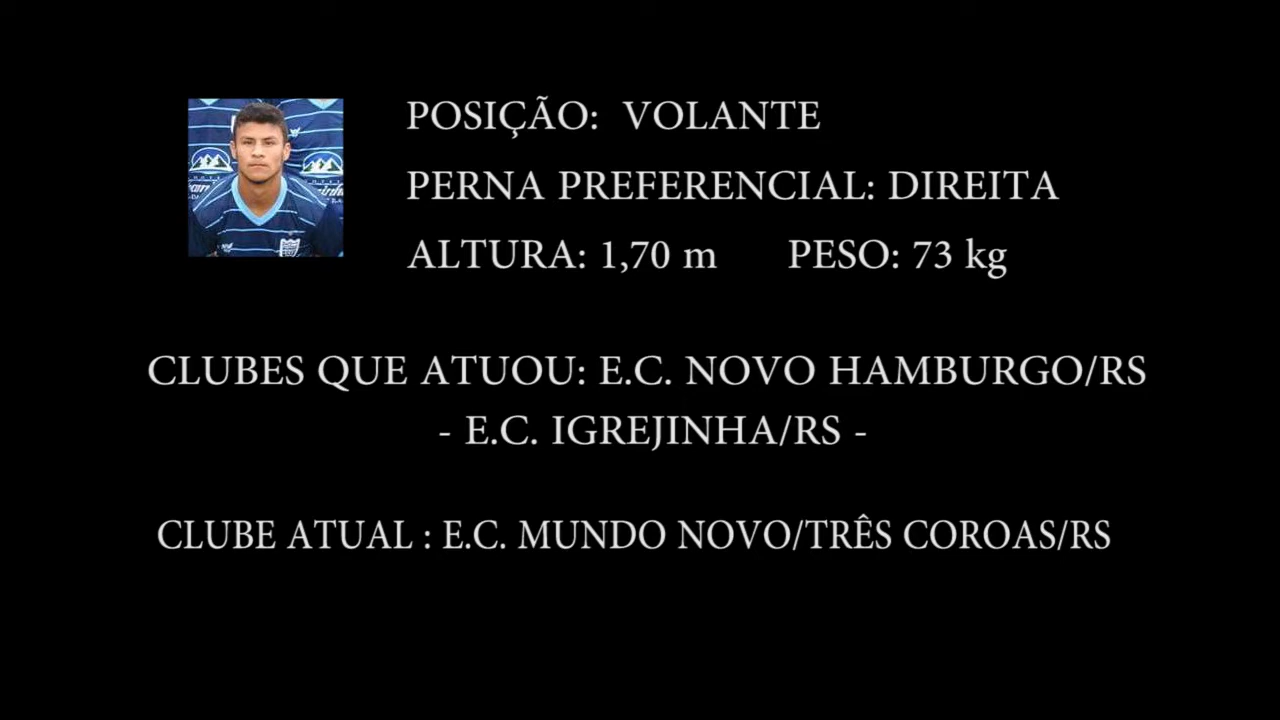 POSIÇÃO: VOLANTE
PERNA PREFERENCIAL: DIREITA
ALTURA: 1,70 m PESO: 73 kg
CLUBES QUE ATUOU: E.C. NOVO HAMBURGO/RS
- E.C. IGREJINHA/RS -
CLUBE ATUAL : E.C. MUNDO NOVO/TRÊS COROAS/RS